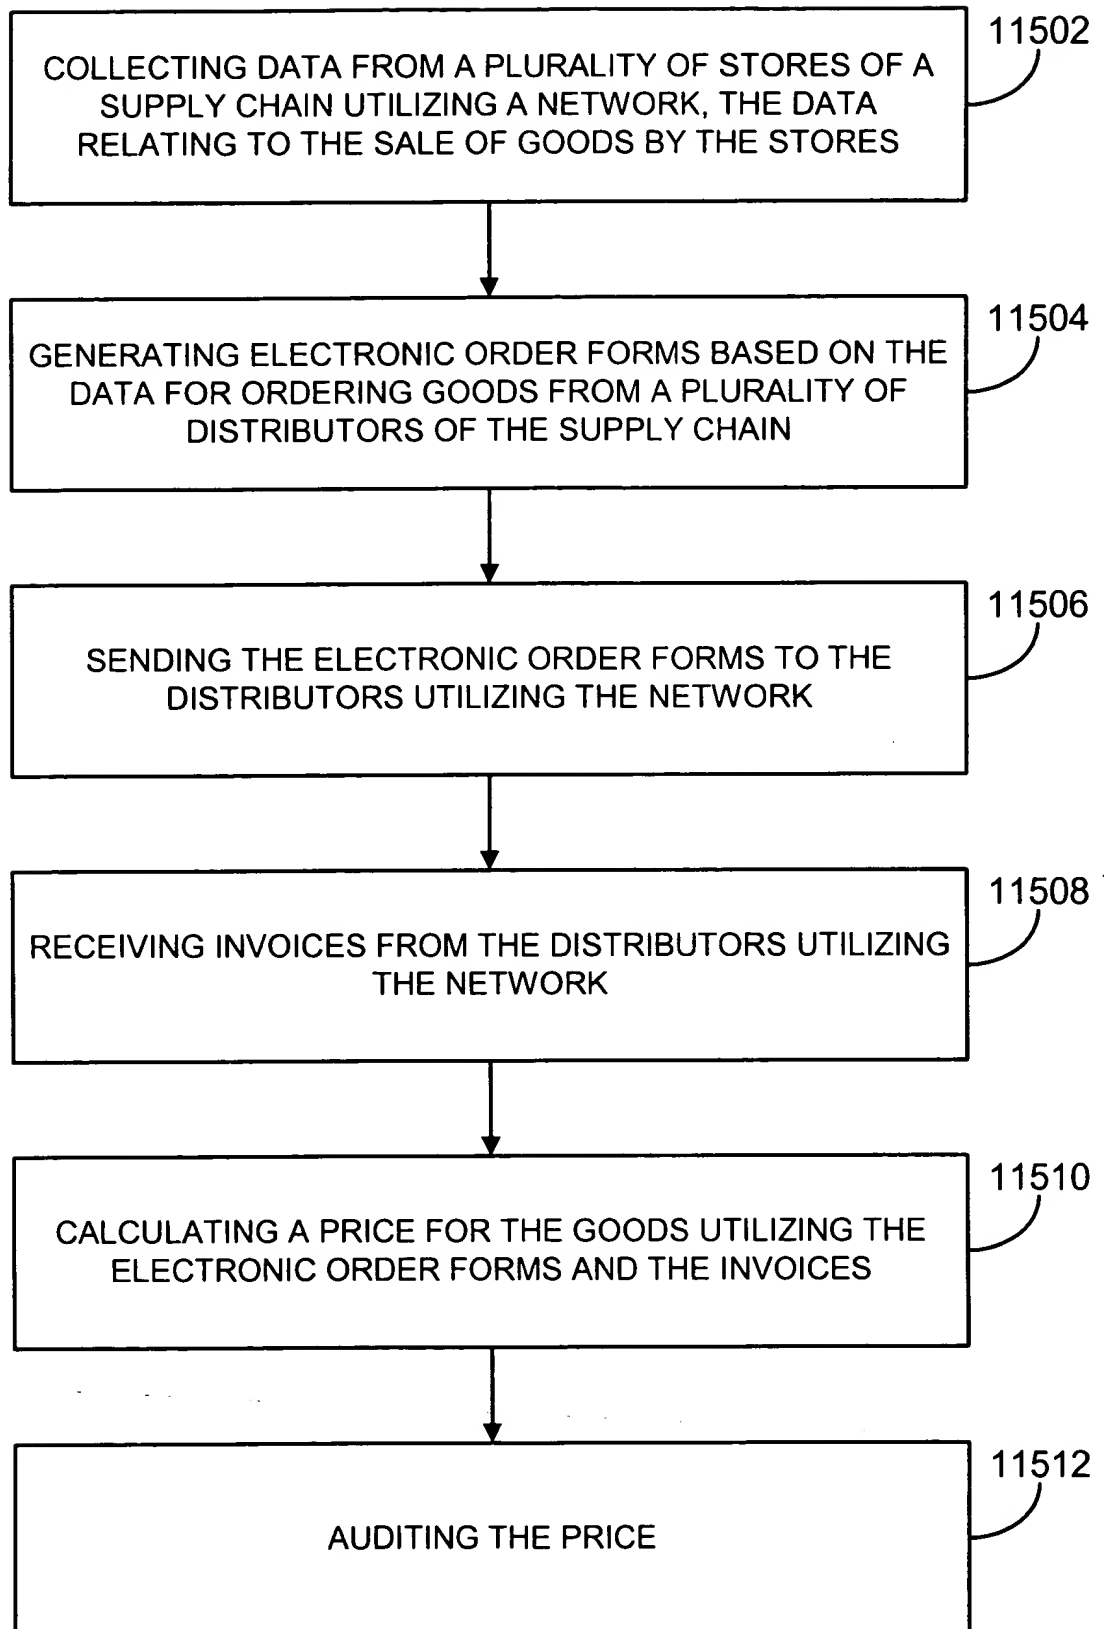 11502
COLLECTING DATA FROM A PLURALITY OF STORES OF A
SUPPLY CHAIN UTILIZING A NETWORK, THE DATA
RELATING TO THE SALE OF GOODS BY THE STORES
11504
GENERATING ELECTRONIC ORDER FORMS BASED ON THE
DATA FOR ORDERING GOODS FROM A PLURALITY OF
DISTRIBUTORS OF THE SUPPLY CHAIN
11506
SENDING THE ELECTRONIC ORDER FORMS TO THE
DISTRIBUTORS UTILIZING THE NETWORK
11508
RECEIVING INVOICES FROM THE DISTRIBUTORS UTILIZING
THE NETWORK
11510
CALCULATING A PRICE FOR THE GOODS UTILIZING THE
ELECTRONIC ORDER FORMS AND THE INVOICES
11512
AUDITING THE PRICE